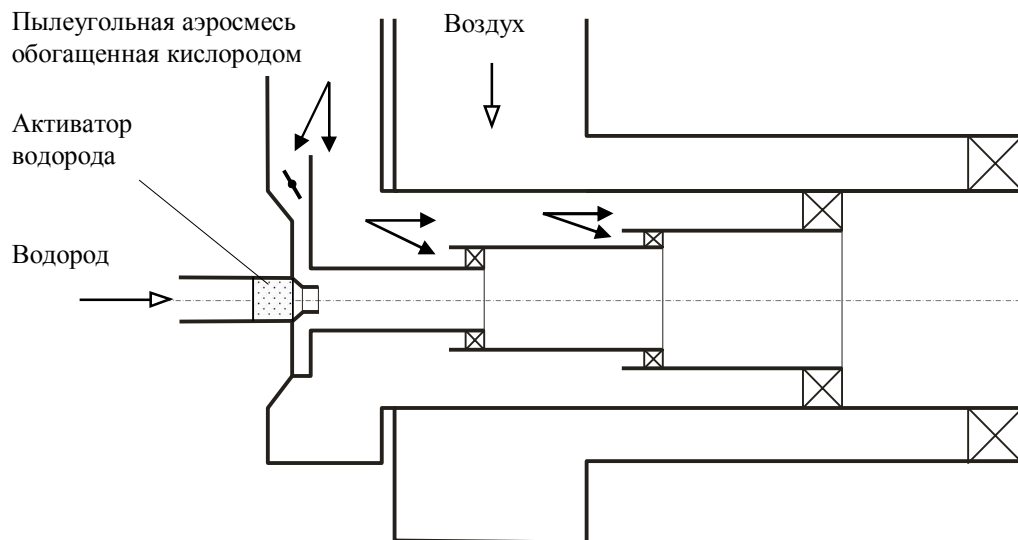 Пылеугольная аэросмесь
обогащенная кислородом
Воздух
Активатор
водорода
Водород